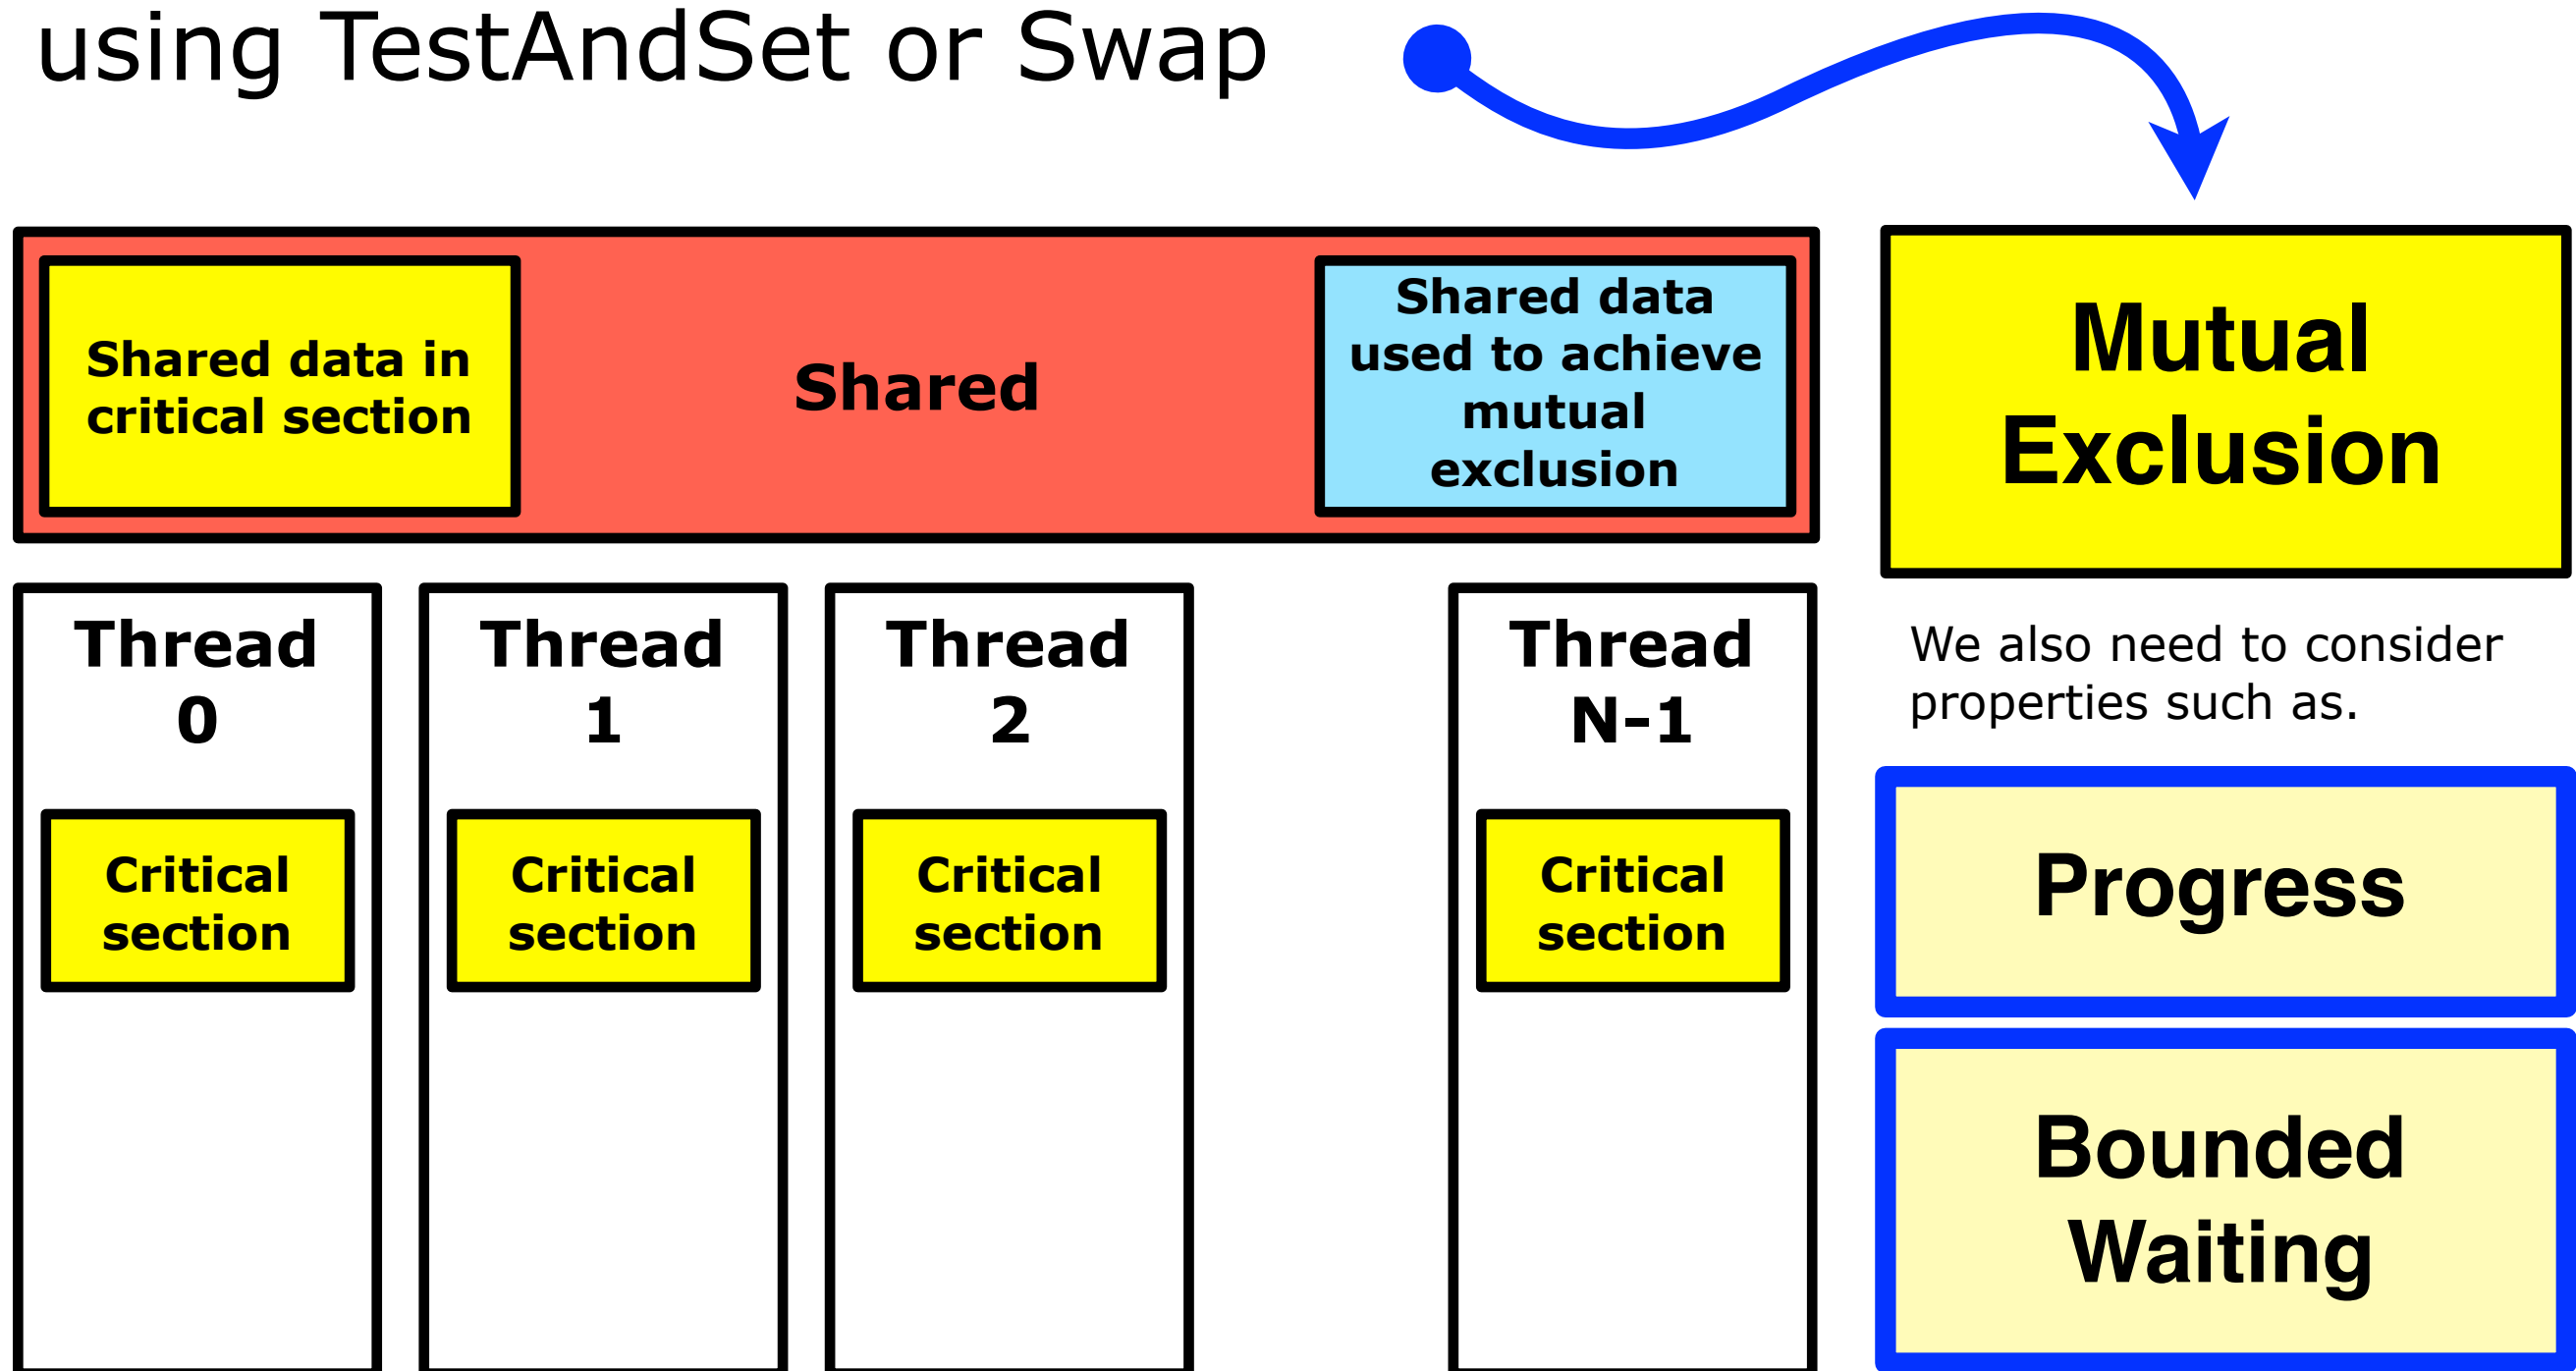 using TestAndSet or Swap
Shared data in
critical section
Shared
Shared data
used to achieve
mutual
exclusion
Mutual
Exclusion
Thread
0
Critical
section
Thread
1
Critical
section
Thread
2
Critical
section
Thread
N-1
Critical
section
We also need to consider
properties such as.
Progress
Bounded
Waiting